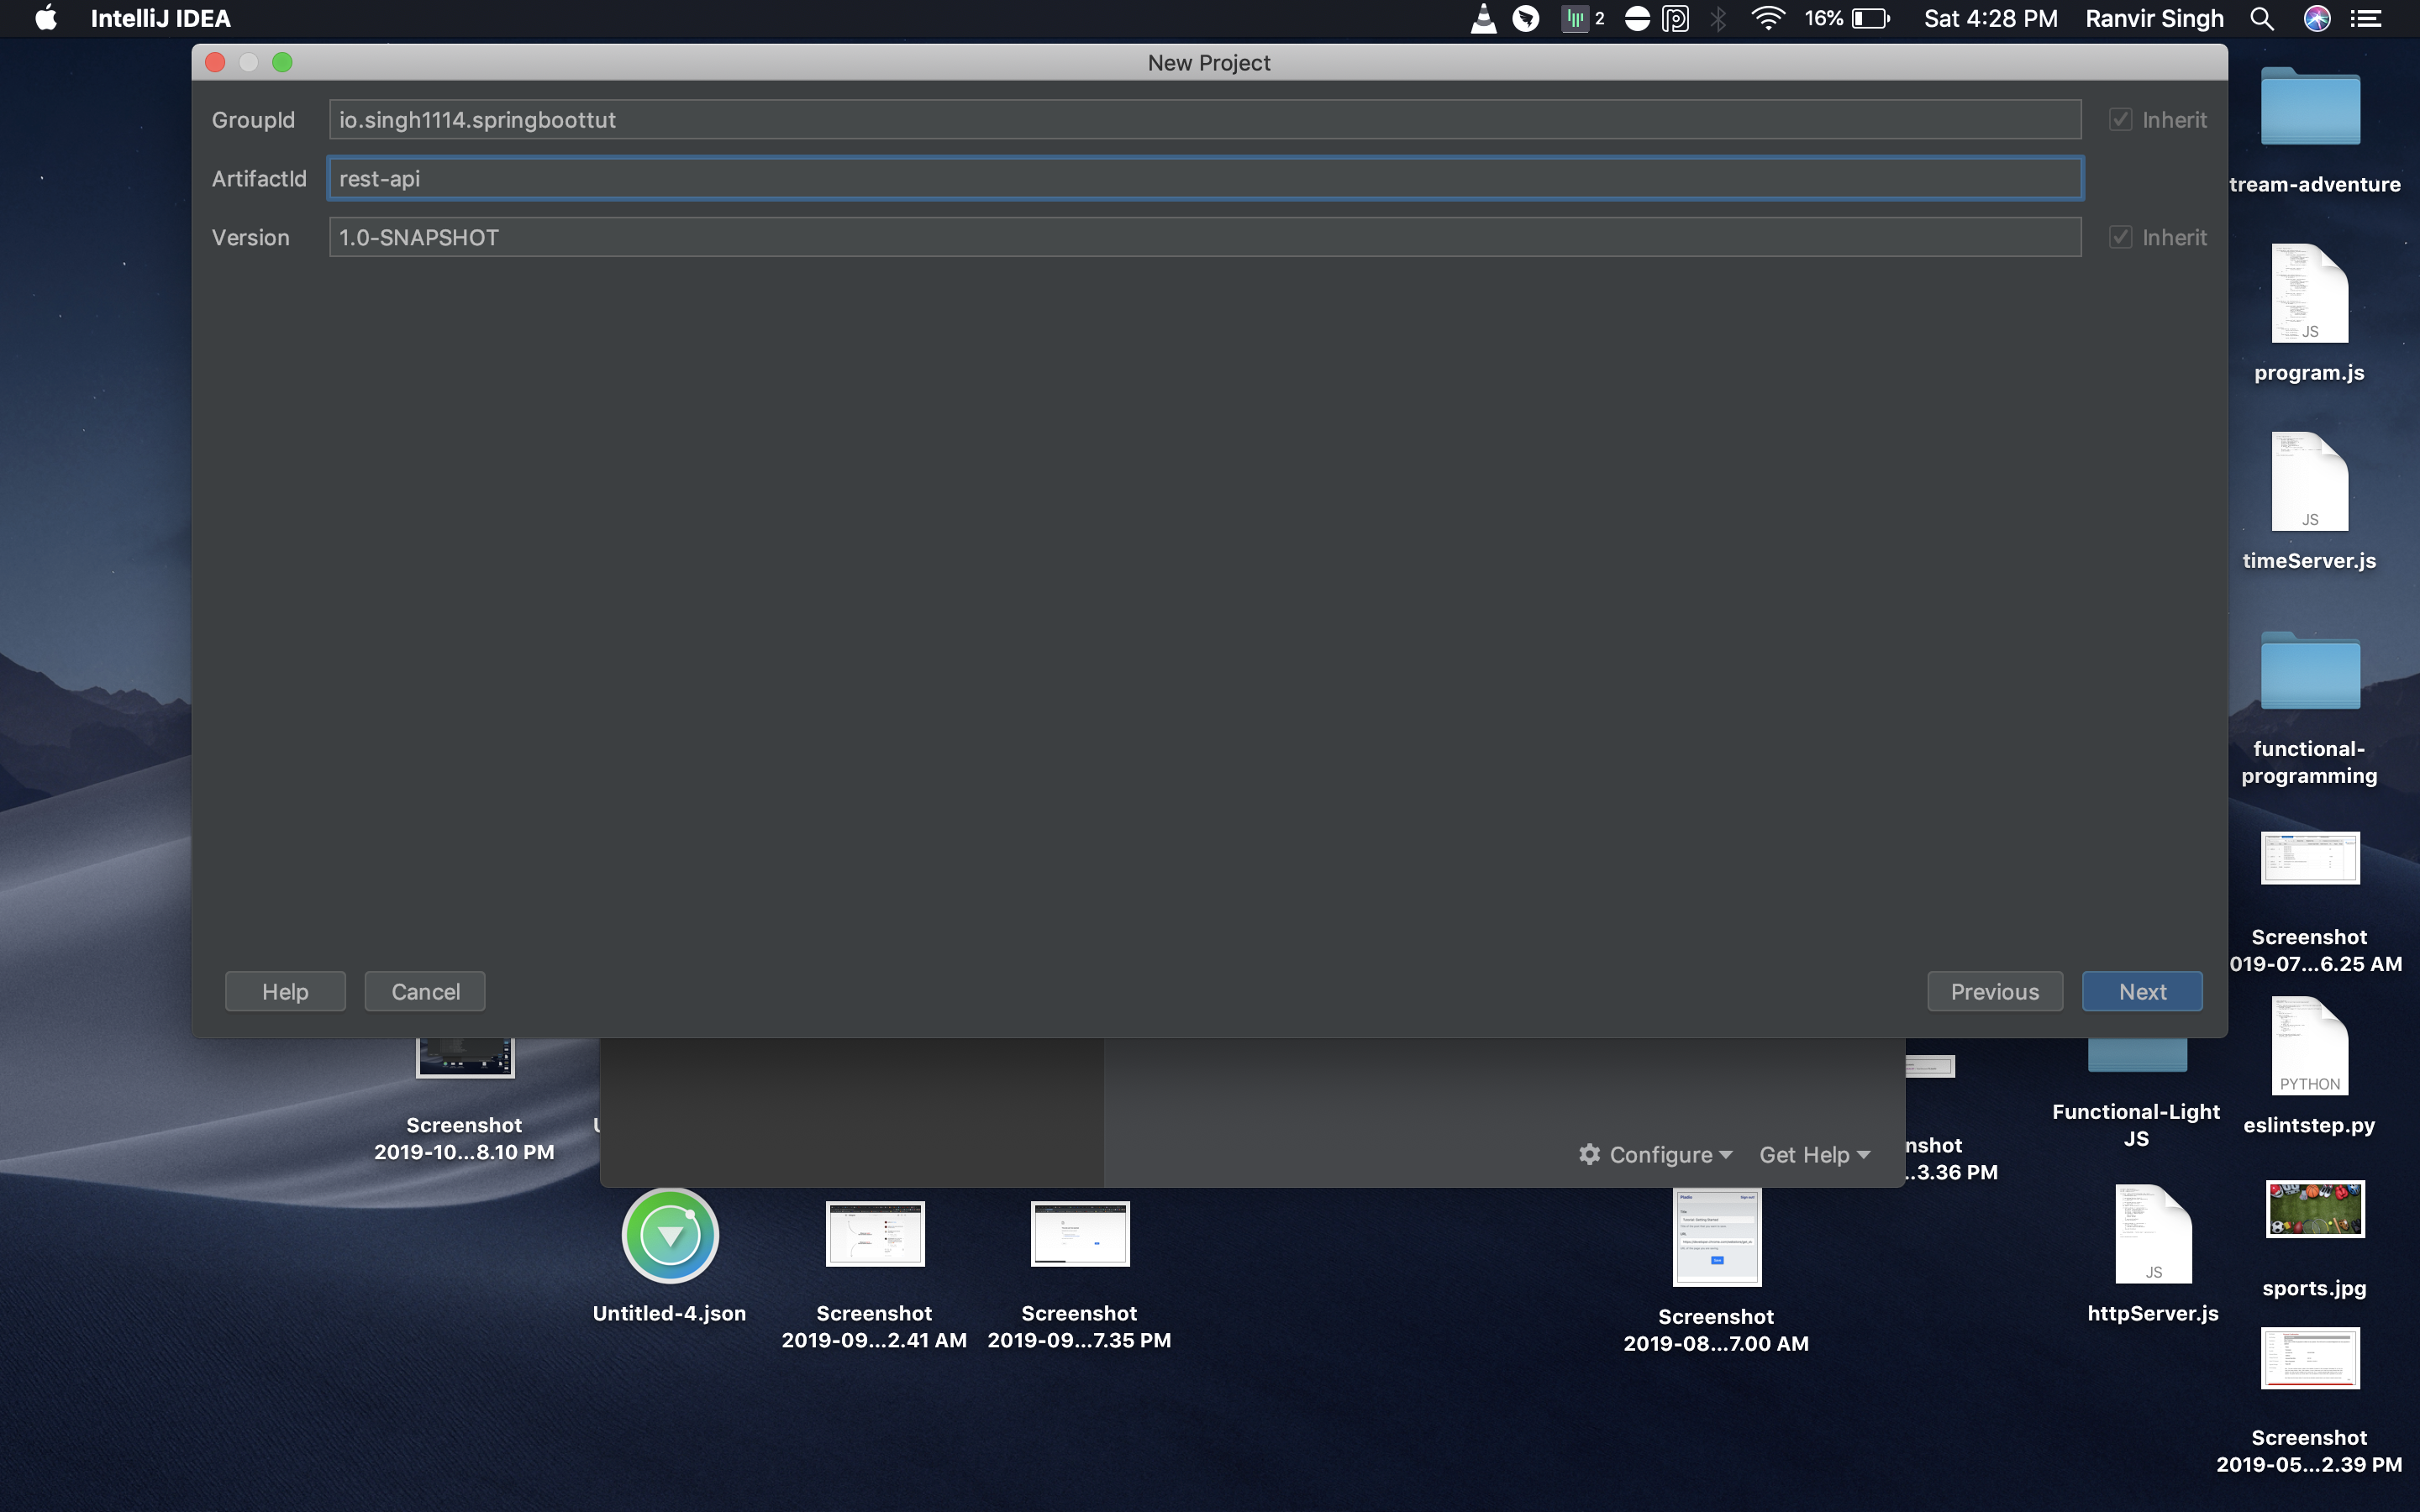 IntelliJ IDEA
2
16%
Sat 4:28 PM
Ranvir Singh
New Project
GroupId
io.singh1114.springboottut
Inherit
ArtifactId
rest-api
Version
1.0-SNAPSHOT
Inherit
Help
Cancel
Previous
Next
Configure
Get Help
tream-adventure
JS
program.js
JS
timeServer.js
functional-
programming
Screenshot
019-07...6.25 AM
PYTHON
eslintstep.py
Functional-Light
JS
nshot
..3.36 PM
Screenshot
2019-10...8.10 PM
Untitled-4.json
Screenshot
2019-09...2.41 AM
Screenshot
2019-09...7.35 PM
Screenshot
2019-08...7.00 AM
JS
httpServer.js
sports.jpg
Screenshot
2019-05...2.39 PM